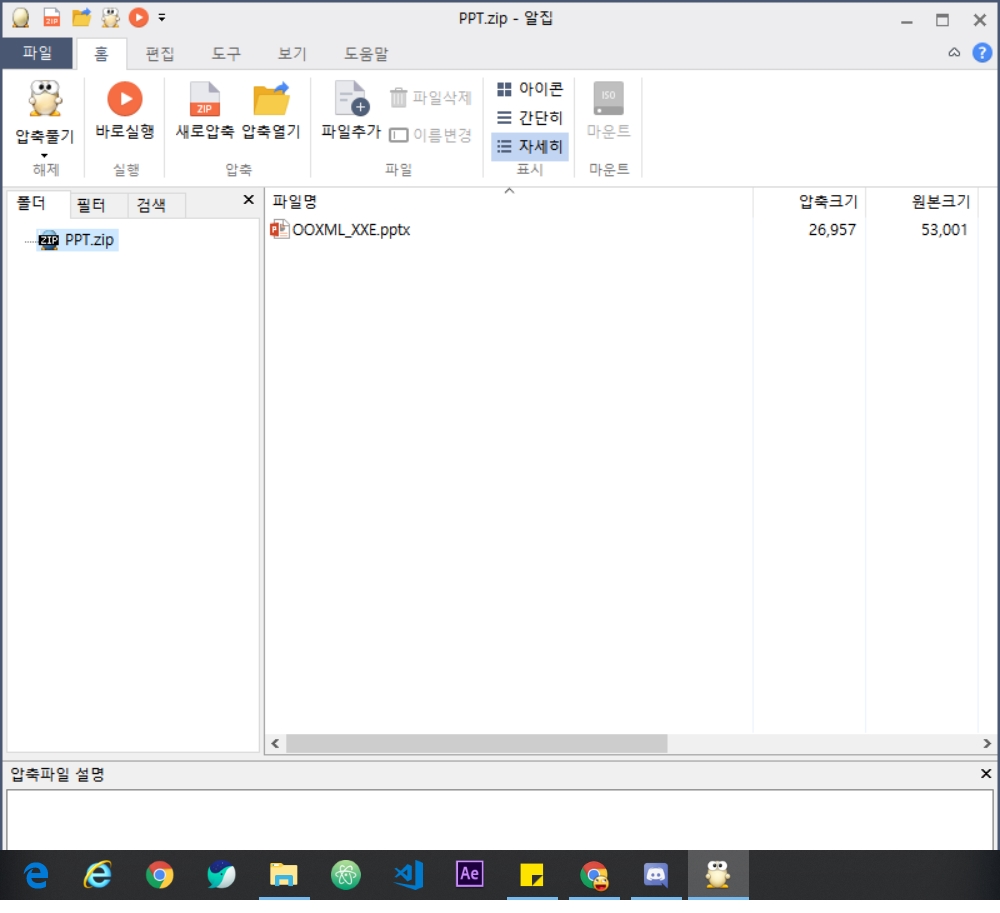 PPT.zip - 알집
파일 홈 편집 도구 보기 도움말
압축풀기 바로실행 새로압축 압축열기 파일추가 파일삭제 이름변경 아이콘 간단히 자세히 마운트
ZIP ISO
해제 실행 압축 파일 표시 마운트
폴더 필터 검색
파일명 압축크기 원본크기
ZIP PPT.zip
OOXML_XXE.pptx 26,957 53,001
압축파일 설명
Ae